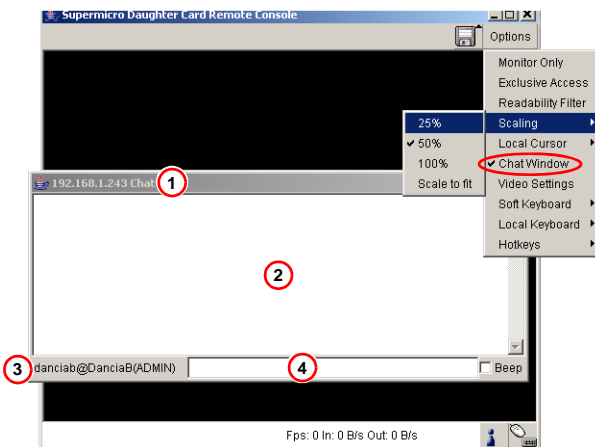 Supermicro Daughter Card Remote Console
Options
Monitor Only
Exclusive Access
Readability Filter
Scaling
Local Cursor
Chat Window
Video Settings
Soft Keyboard
Local Keyboard
Hotkeys
25%
50%
100%
Scale to fit
192.168.1.243 Chat
1
2
3
danciab@DanciaB(ADMIN)
4
Beep
Fps: 0 In: 0 B/s Out: 0 B/s